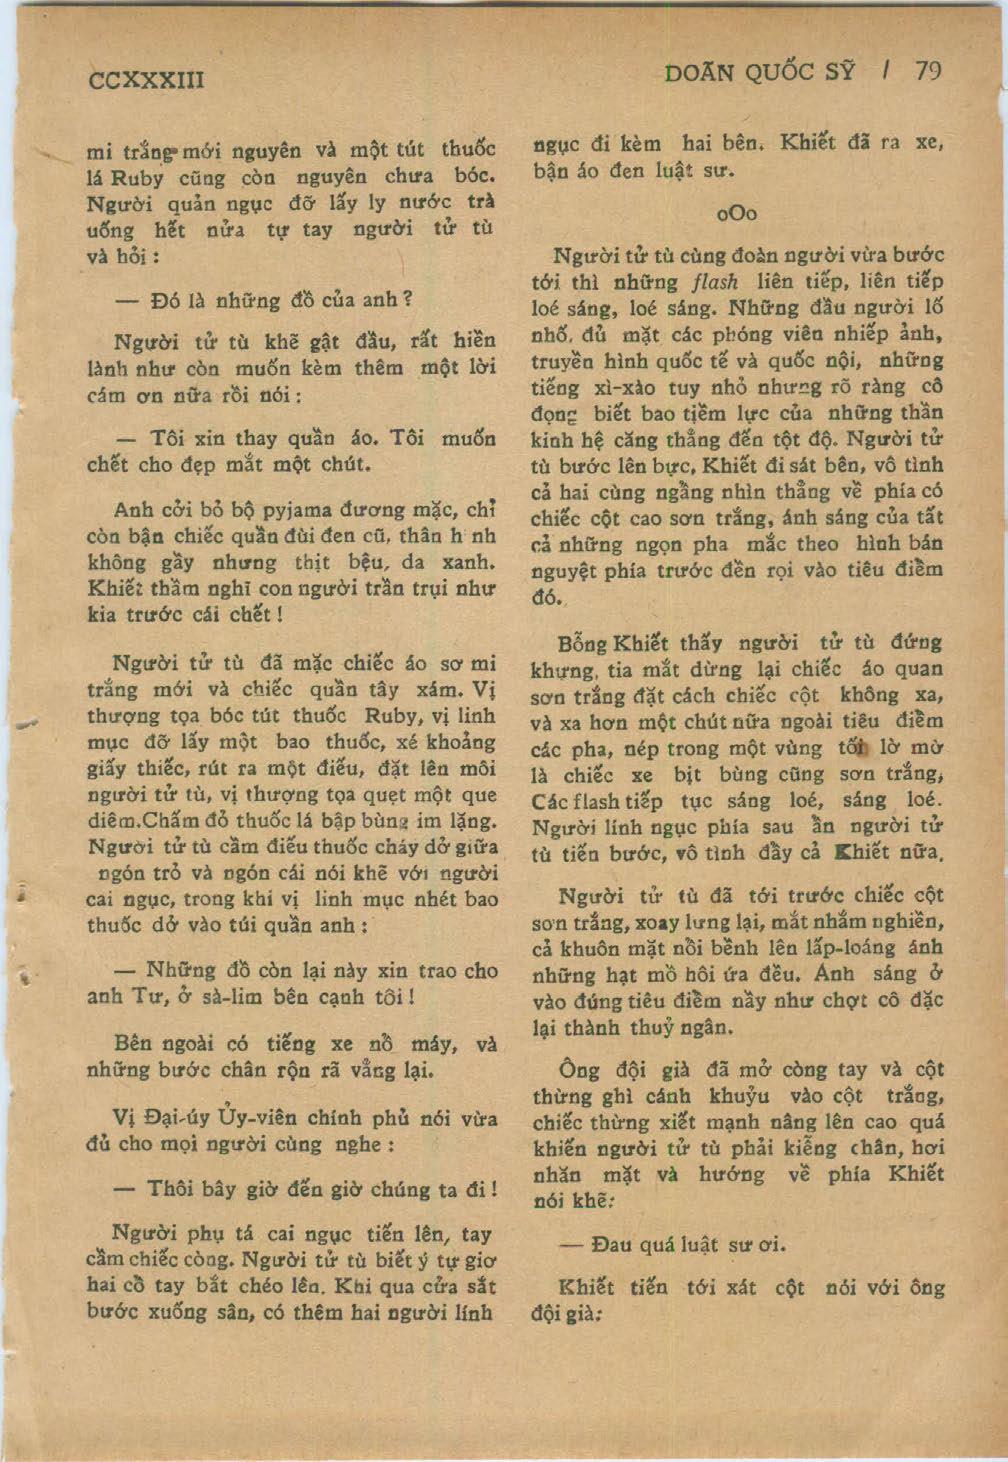 CCXXXIII
DOÃN QUỐC SỸ / 79
mi trắng mới nguyên và một tút thuốc
lá Ruby cũng còn nguyên chưa bóc.
Người quản ngục đỡ lấy ly nước trà
uống hết nửa tự tay người tử tù
và hỏi :
— Đó là những đồ của anh ?
Người tử tù khẽ gật đầu, rất hiền
lành như còn muốn kèm thêm một lời
cám ơn nữa rồi nói :
— Tôi xin thay quần áo. Tôi muốn
chết cho đẹp mắt một chút.
Anh cởi bỏ bộ pyjama đương mặc, chỉ
còn bận chiếc quần đùi đen cũ, thân h nh
không gầy nhưng thịt bệu, da xanh.
Khiết thầm nghĩ con người trần trụi như
kia trước cái chết !
Người tử tù đã mặc chiếc áo sơ mi
trắng mới và chiếc quần tây xám. Vị
thượng tọa bóc tút thuốc Ruby, vị linh
mục đỡ lấy một bao thuốc, xé khoảng
giấy thiếc, rút ra một điếu, đặt lên môi
người tử tù, vị thượng tọa quẹt một que
diêm.Chấm đỏ thuốc lá bập bùng im lặng.
Người tử tù cầm điếu thuốc cháy dở giữa
ngón trỏ và ngón cái nói khẽ với người
cai ngục, trong khi vị linh mục nhét bao
thuốc dở vào túi quần anh :
— Những đồ còn lại này xin trao cho
anh Tư, ở sà-lim bên cạnh tôi !
Bên ngoài có tiếng xe nổ máy, và
những bước chân rộn rã vẳng lại.
Vị Đại-úy Ủy-viên chính phủ nói vừa
đủ cho mọi người cùng nghe :
— Thôi bây giờ đến giờ chúng ta đi !
Người phụ tá cai ngục tiến lên, tay
cầm chiếc còng. Người tử tù biết ý tự giơ
hai cổ tay bắt chéo lên. Khi qua cửa sắt
bước xuống sân, có thêm hai người lính
ngục đi kèm hai bên. Khiết đã ra xe,
bận áo đen luật sư.
oOo
Người tử tù cùng đoàn người vừa bước
tới thì những flash liên tiếp, liên tiếp
loé sáng, loé sáng. Những đầu người lố
nhố, đủ mặt các phóng viên nhiếp ảnh,
truyền hình quốc tế và quốc nội, những
tiếng xì-xào tuy nhỏ nhưng rõ ràng cô
đọng biết bao tiềm lực của những thần
kinh hệ căng thẳng đến tột độ. Người tử
tù bước lên bực, Khiết đi sát bên, vô tình
cả hai cùng ngẩng nhìn thẳng về phía có
chiếc cột cao sơn trắng, ánh sáng của tất
cả những ngọn pha mắc theo hình bán
nguyệt phía trước đền rọi vào tiêu điểm
đó.
Bỗng Khiết thấy người tử tù đứng
khựng, tia mắt dừng lại chiếc áo quan
sơn trắng đặt cách chiếc cột không xa,
và xa hơn một chút nữa ngoài tiêu điểm
các pha, nép trong một vùng tối lờ mờ
là chiếc xe bịt bùng cũng sơn trắng,
Các flash tiếp tục sáng loé, sáng loé.
Người lính ngục phía sau ẩn người tử
tù tiến bước, vô tình đẩy cả Khiết nữa.
Người tử tù đã tới trước chiếc cột
sơn trắng, xoay lưng lại, mắt nhắm nghiền,
cả khuôn mặt nổi bềnh lên lấp-loáng ánh
những hạt mồ hôi ứa đều. Ánh sáng ở
vào đúng tiêu điểm nầy như chợt cô đặc
lại thành thuỷ ngân.
Ông đội già đã mở còng tay và cột
thừng ghì cánh khuỷu vào cột trắng,
chiếc thừng xiết mạnh nâng lên cao quá
khiến người tử tù phải kiễng chân, hơi
nhăn mặt và hướng về phía Khiết
nói khẽ:
— Đau quá luật sư ơi.
Khiết tiến tới xát cột nói với ông
đội già: